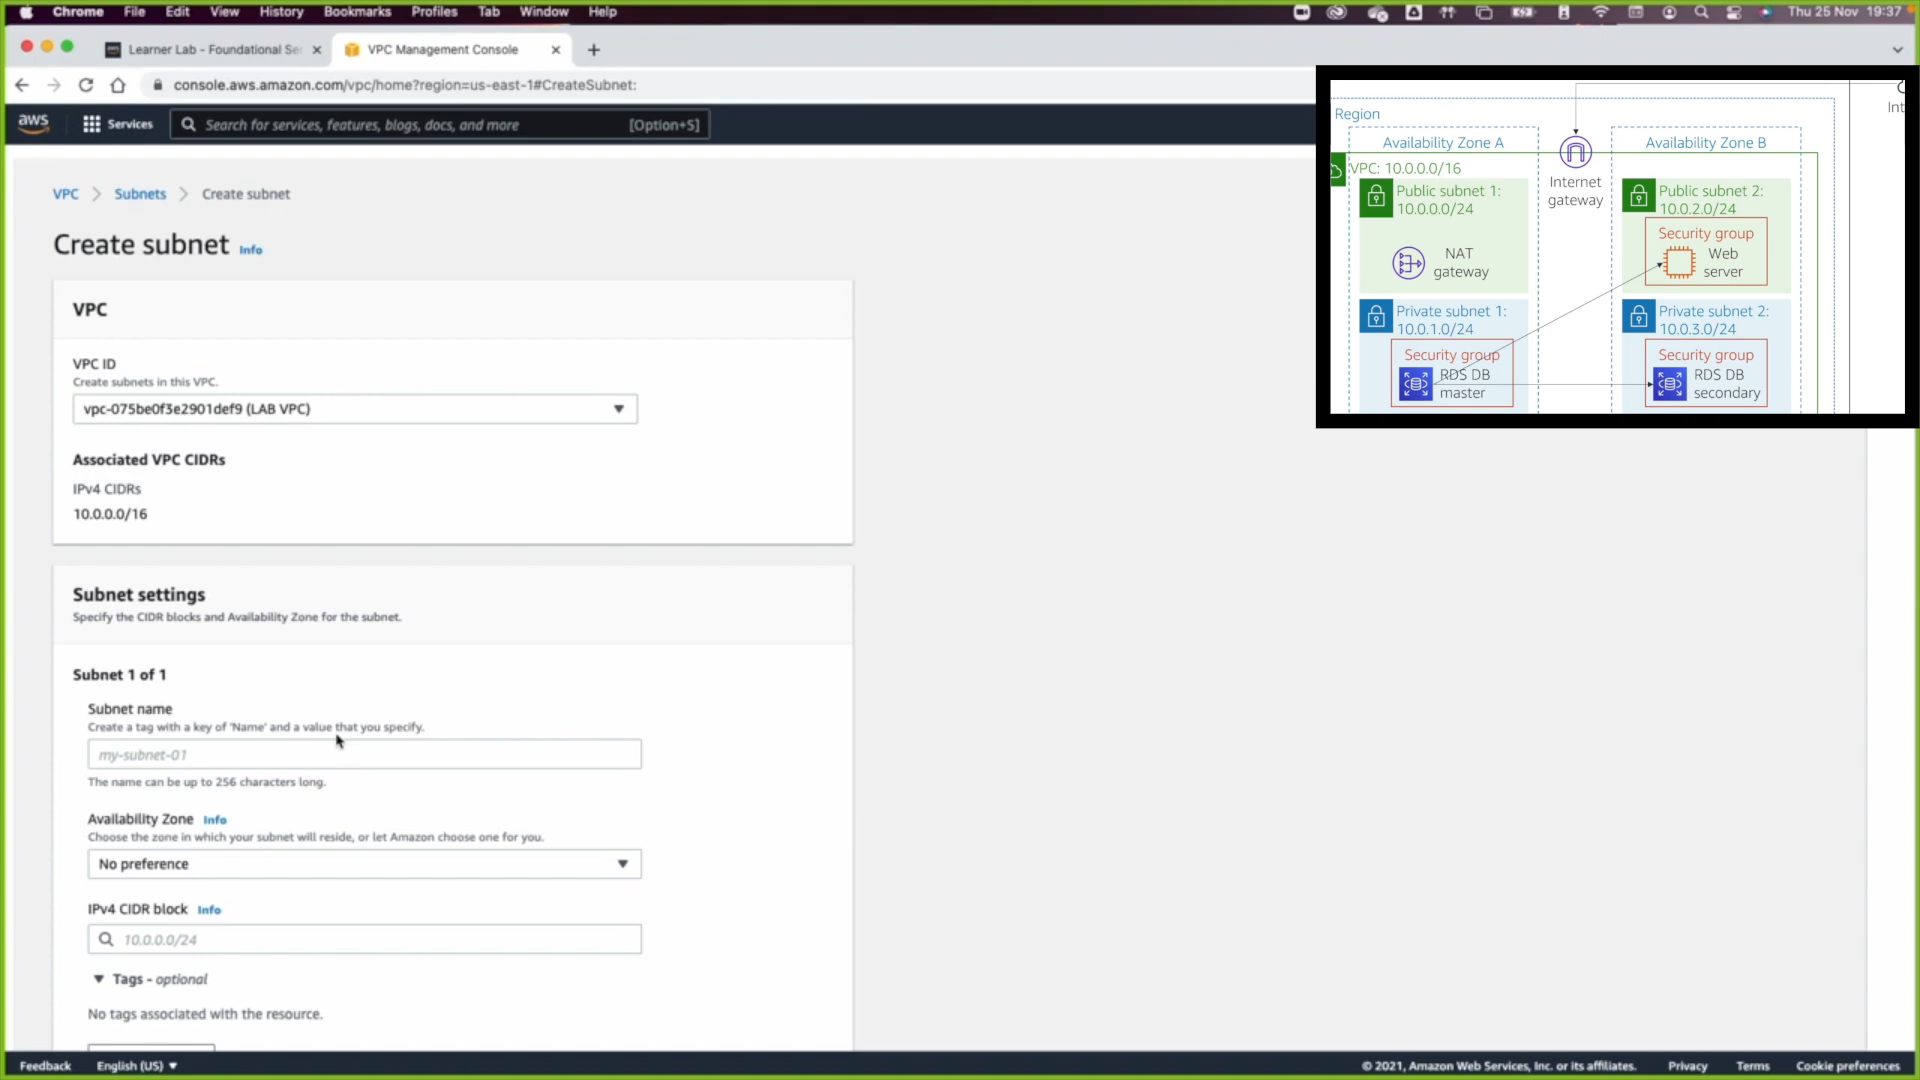 Chrome File Edit View History Bookmarks Profiles Tab Window Help
Thu 25 Nov 19:37
Learner Lab - Foundational Se
VPC Management Console
console.aws.amazon.com/vpc/home?region=us-east-1#CreateSubnet:
aws
Services
Search for services, features, blogs, docs, and more
[Option+S]
VPC
Subnets
Create subnet
Create subnet Info
VPC
VPC ID
Create subnets in this VPC.
vpc-075be0f3e2901def9 (LAB VPC)
Associated VPC CIDRs
IPv4 CIDRs
10.0.0.0/16
Subnet settings
Specify the CIDR blocks and Availability Zone for the subnet.
Subnet 1 of 1
Subnet name
Create a tag with a key of 'Name' and a value that you specify.
my-subnet-01
The name can be up to 256 characters long.
Availability Zone Info
Choose the zone in which your subnet will reside, or let Amazon choose one for you.
No preference
IPv4 CIDR block Info
10.0.0.0/24
Tags - optional
No tags associated with the resource.
Region
Int
Availability Zone A
Availability Zone B
VPC: 10.0.0.0/16
Internet
gateway
Public subnet 1:
10.0.0.0/24
NAT
gateway
Public subnet 2:
10.0.2.0/24
Security group
Web
server
Private subnet 1:
10.0.1.0/24
Security group
RDS DB
master
Private subnet 2:
10.0.3.0/24
Security group
RDS DB
secondary
Feedback
English (US)
© 2021, Amazon Web Services, Inc. or its affiliates.
Privacy
Terms
Cookie preferences